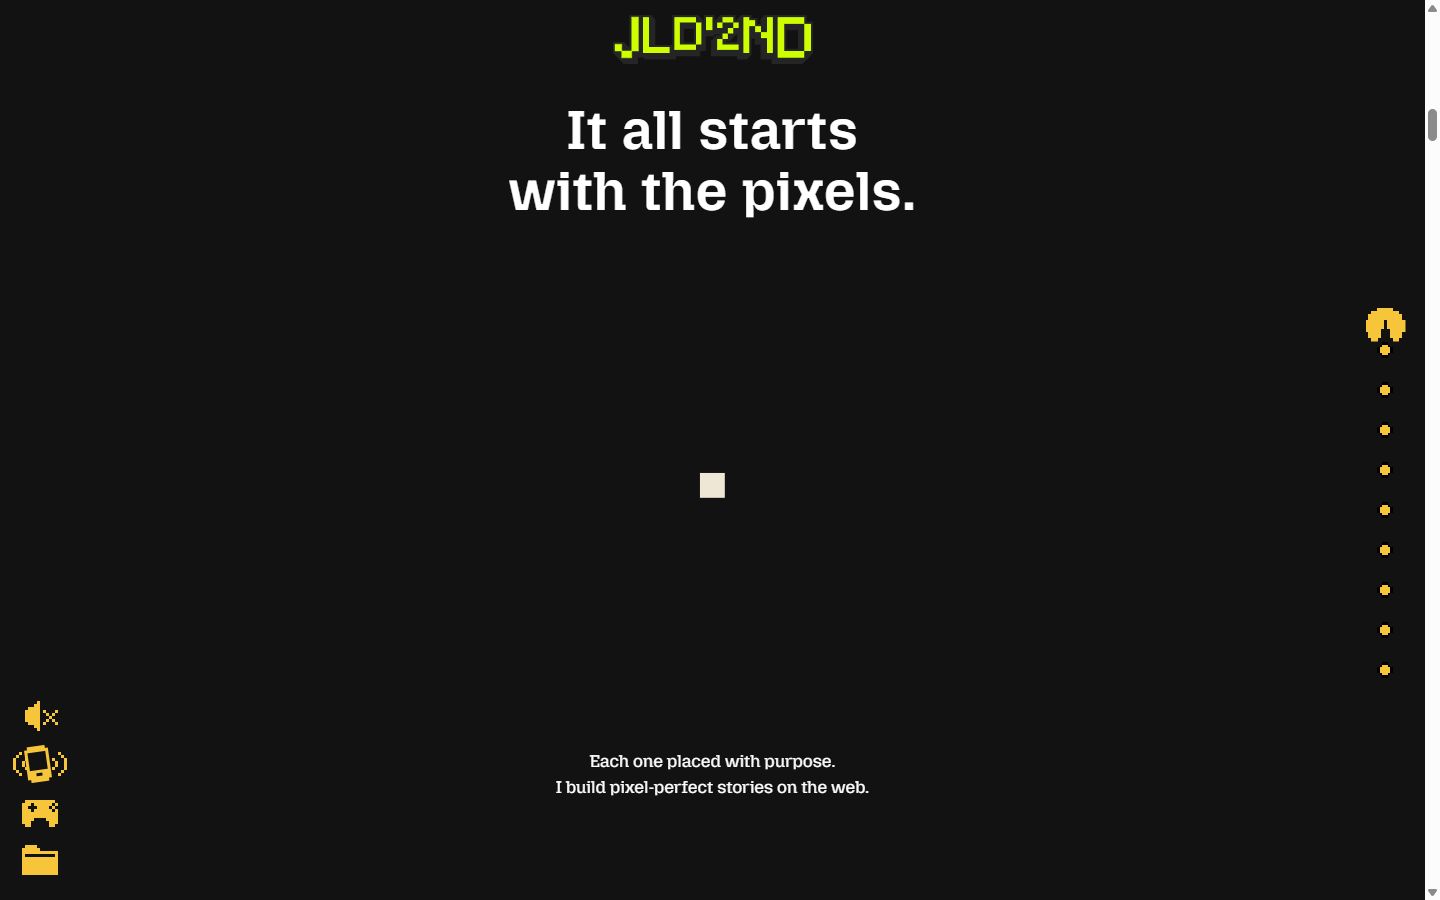 JLD'2ND
It all starts
with the pixels.
Each one placed with purpose.
I build pixel-perfect stories on the web.